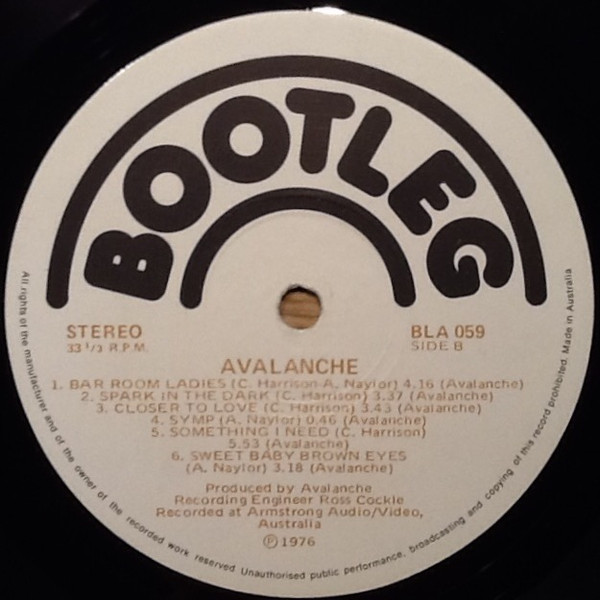 BOOTLEG
STEREO
33 1/3 R.P.M.
BLA 059
SIDE B
AVALANCHE
1. BAR ROOM LADIES (C. Harrison-A. Naylor) 4.16 (Avalanche)
2. SPARK IN THE DARK (C. Harrison) 3.37 (Avalanche)
3. CLOSER TO LOVE (C. Harrison) 3.43 (Avalanche)
4. SYMP (A. Naylor) 0.46 (Avalanche)
5. SOMETHING I NEED (C. Harrison)
5.53 (Avalanche)
6. SWEET BABY BROWN EYES
(A. Naylor) 3.18 (Avalanche)
Produced by Avalanche
Recording Engineer Ross Cockle
Recorded at Armstrong Audio/Video,
Australia
℗ 1976
All rights of the manufacturer and of the owner of the recorded work reserved. Unauthorised public performance, broadcasting and copying of this record prohibited. Made in Australia